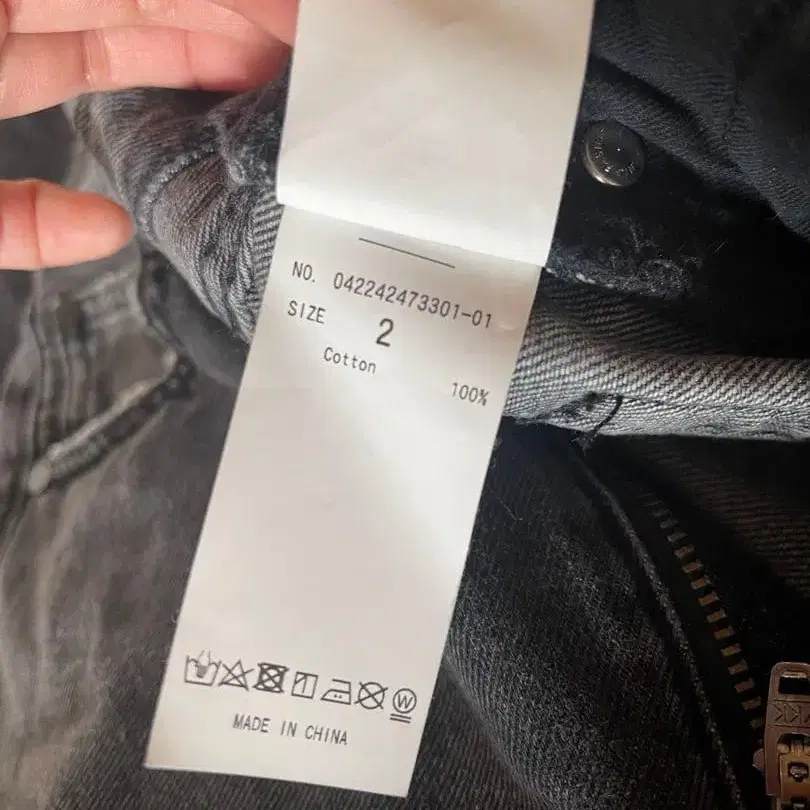 NO. 042242473301-01
SIZE 2
Cotton 100%
W
MADE IN CHINA